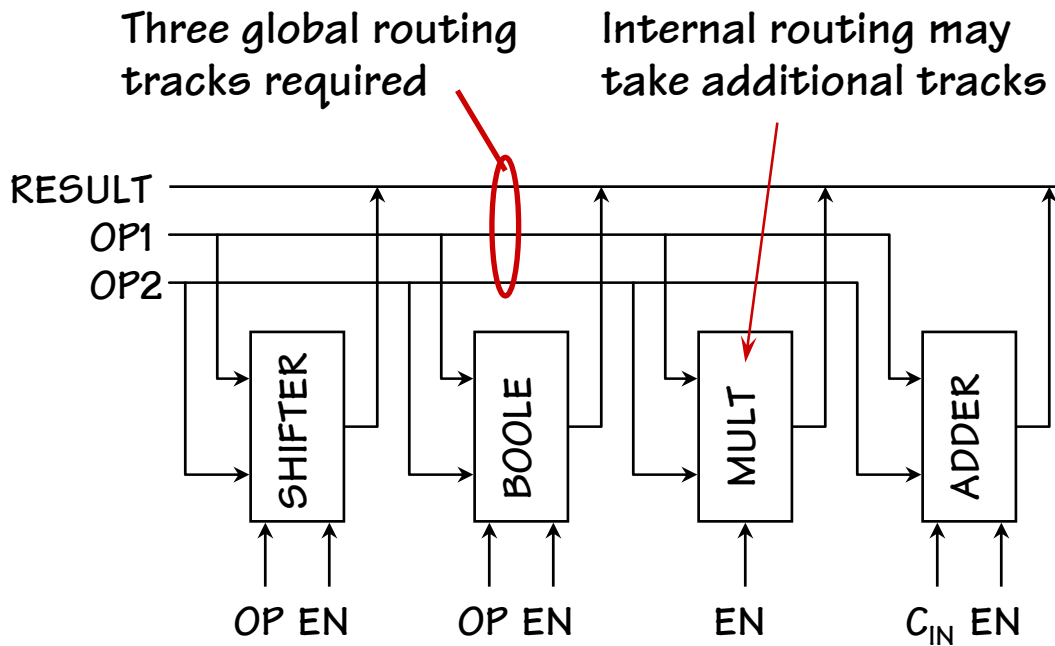 Three global routing
tracks required
Internal routing may
take additional tracks
RESULT
OP1
OP2
SHIFTER
BOOLE
MULT
ADDER
OP EN
OP EN
EN
CIN EN